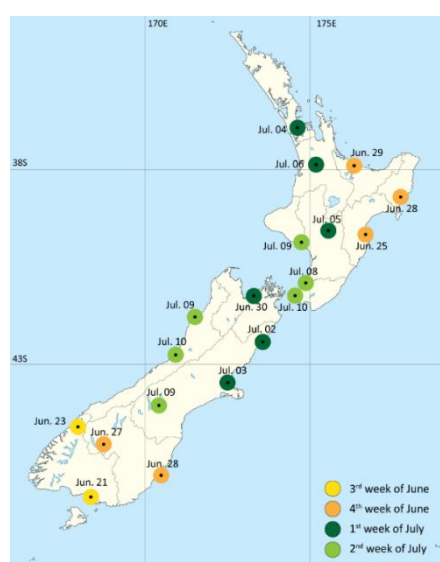 170E
175E
Jul. 04
38S
Jul. 06
Jun. 29
Jun. 28
Jul. 05
Jul. 09
Jun. 25
Jul. 08
Jul. 09
Jun. 30
Jul. 10
Jul. 02
Jul. 10
43S
Jul. 03
Jul. 09
Jun. 23
Jun. 27
Jun. 28
Jun. 21
3rd week of June
4th week of June
1st week of July
2nd week of July